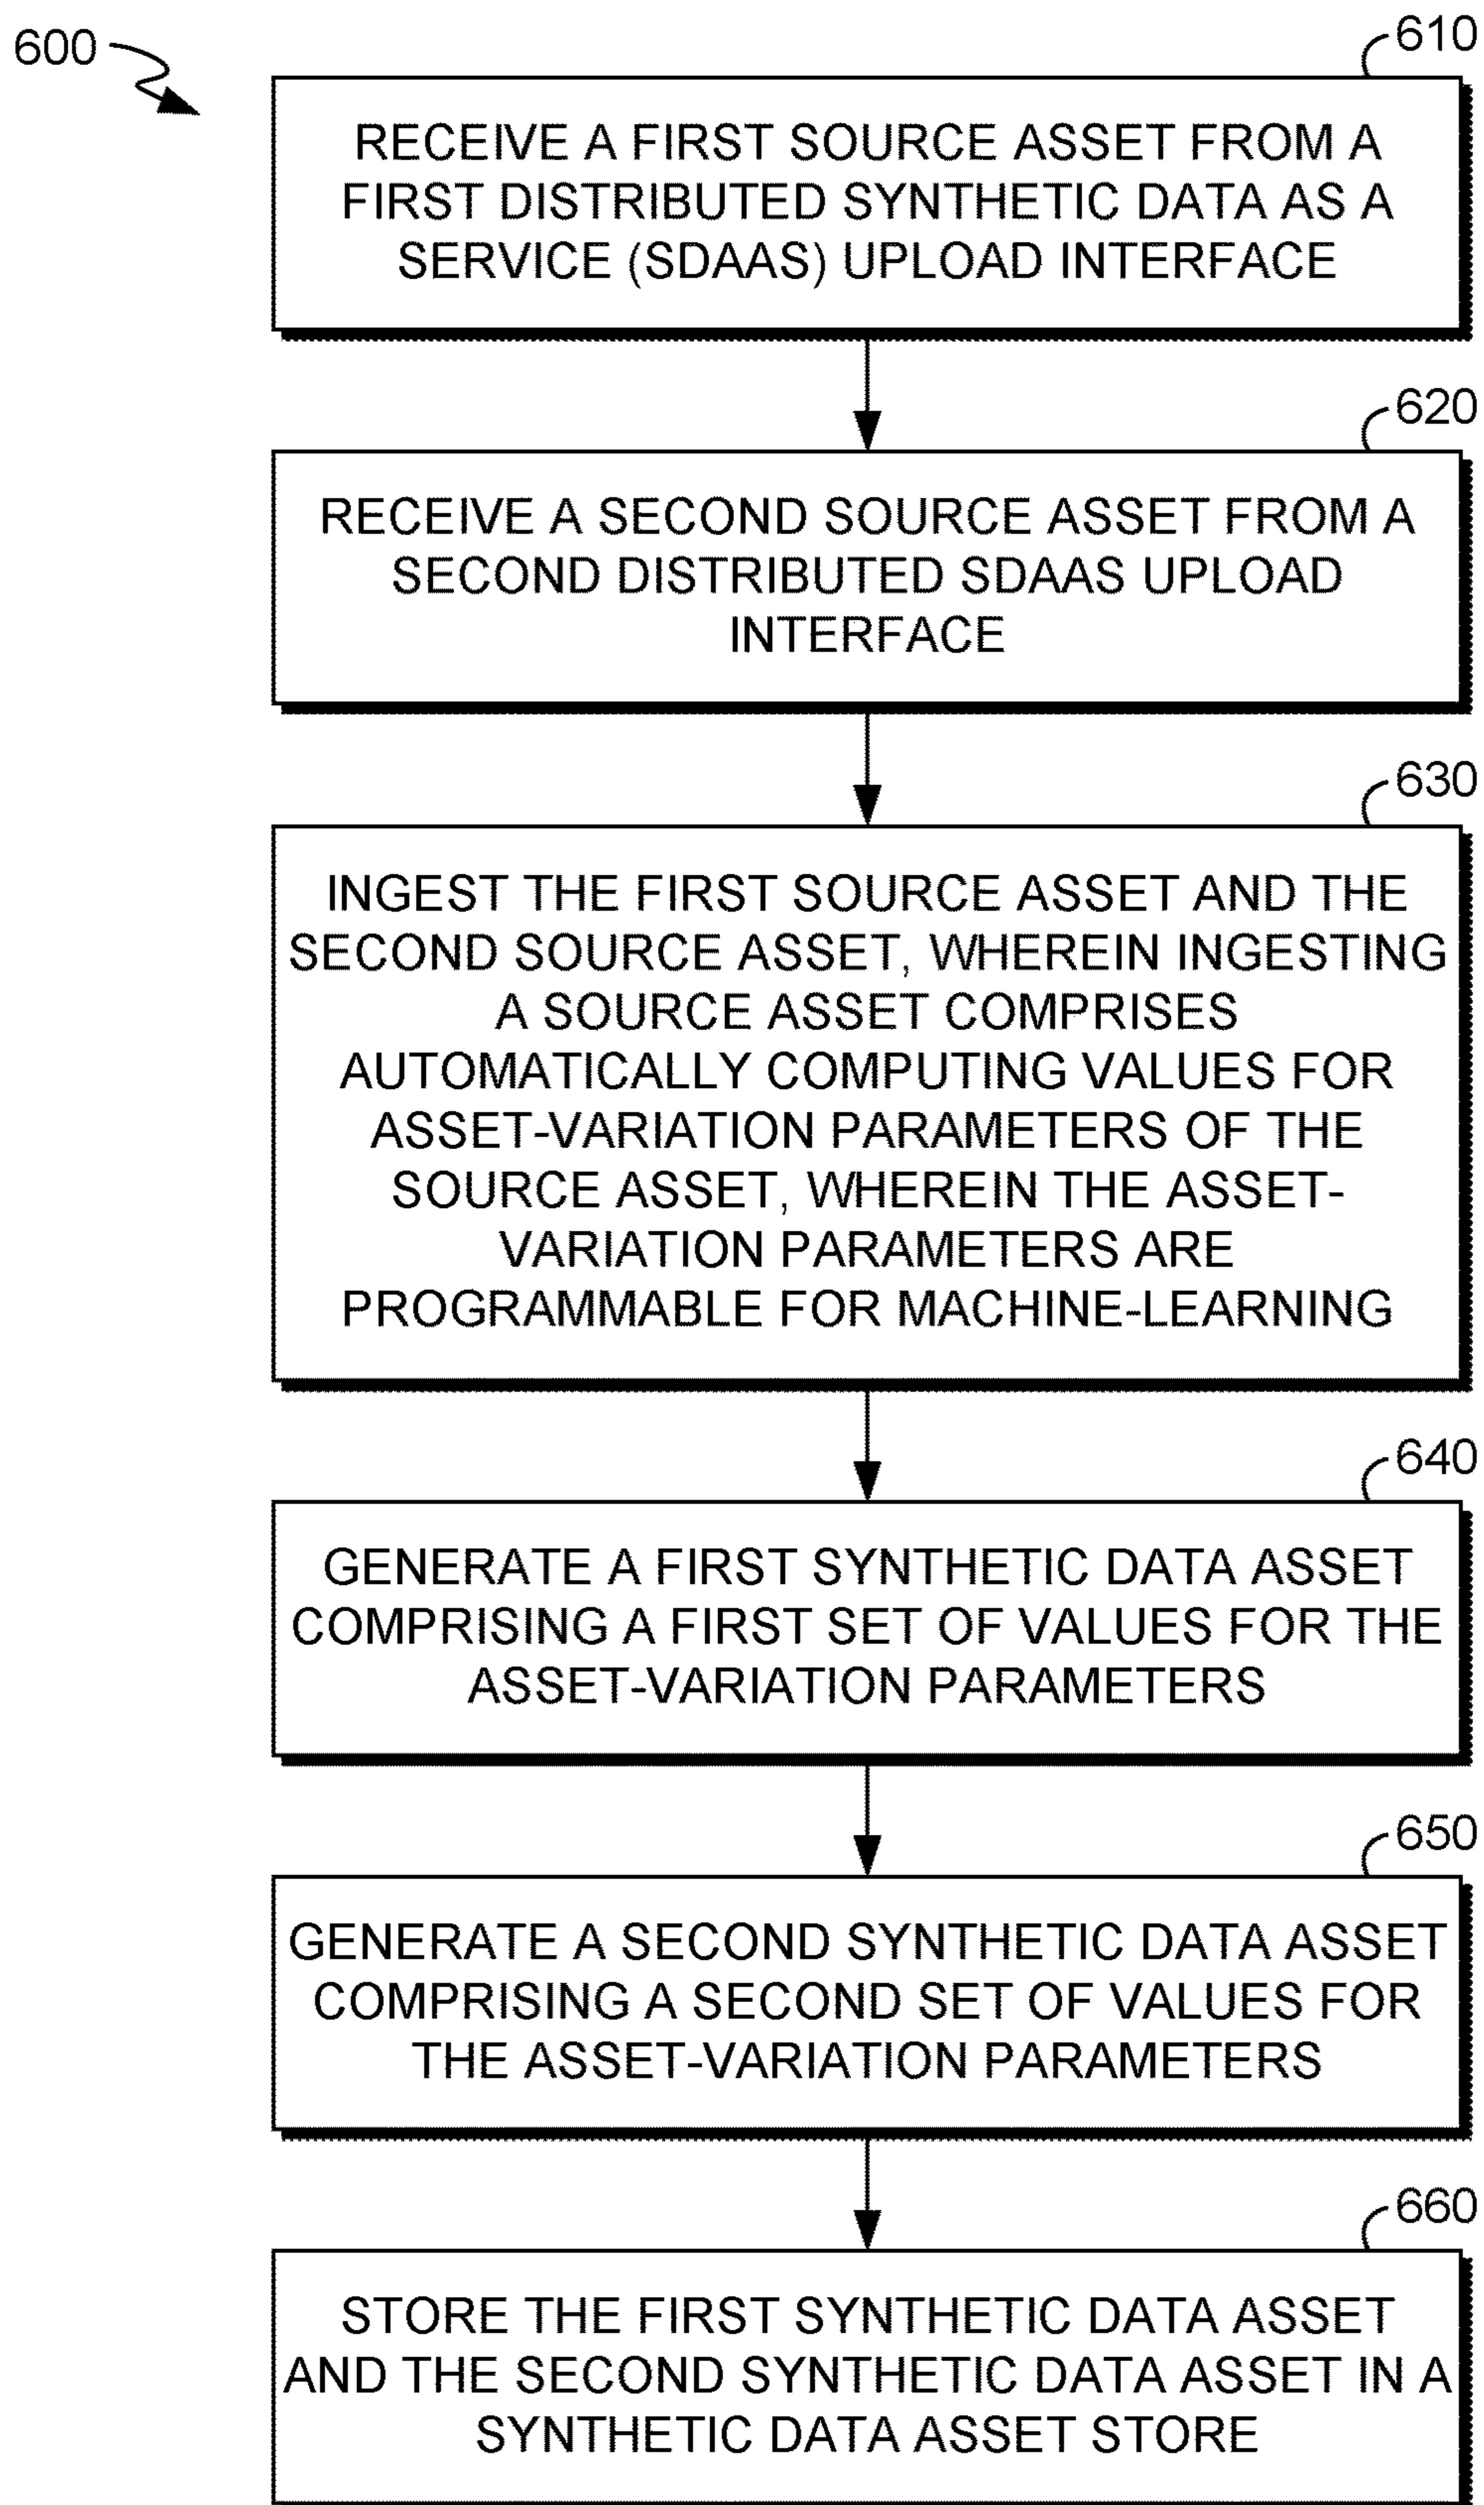 600
610
RECEIVE A FIRST SOURCE ASSET FROM A
FIRST DISTRIBUTED SYNTHETIC DATA AS A
SERVICE (SDAAS) UPLOAD INTERFACE
620
RECEIVE A SECOND SOURCE ASSET FROM A
SECOND DISTRIBUTED SDAAS UPLOAD
INTERFACE
630
INGEST THE FIRST SOURCE ASSET AND THE
SECOND SOURCE ASSET, WHEREIN INGESTING
A SOURCE ASSET COMPRISES
AUTOMATICALLY COMPUTING VALUES FOR
ASSET-VARIATION PARAMETERS OF THE
SOURCE ASSET, WHEREIN THE ASSET-
VARIATION PARAMETERS ARE
PROGRAMMABLE FOR MACHINE-LEARNING
640
GENERATE A FIRST SYNTHETIC DATA ASSET
COMPRISING A FIRST SET OF VALUES FOR THE
ASSET-VARIATION PARAMETERS
650
GENERATE A SECOND SYNTHETIC DATA ASSET
COMPRISING A SECOND SET OF VALUES FOR
THE ASSET-VARIATION PARAMETERS
660
STORE THE FIRST SYNTHETIC DATA ASSET
AND THE SECOND SYNTHETIC DATA ASSET IN A
SYNTHETIC DATA ASSET STORE